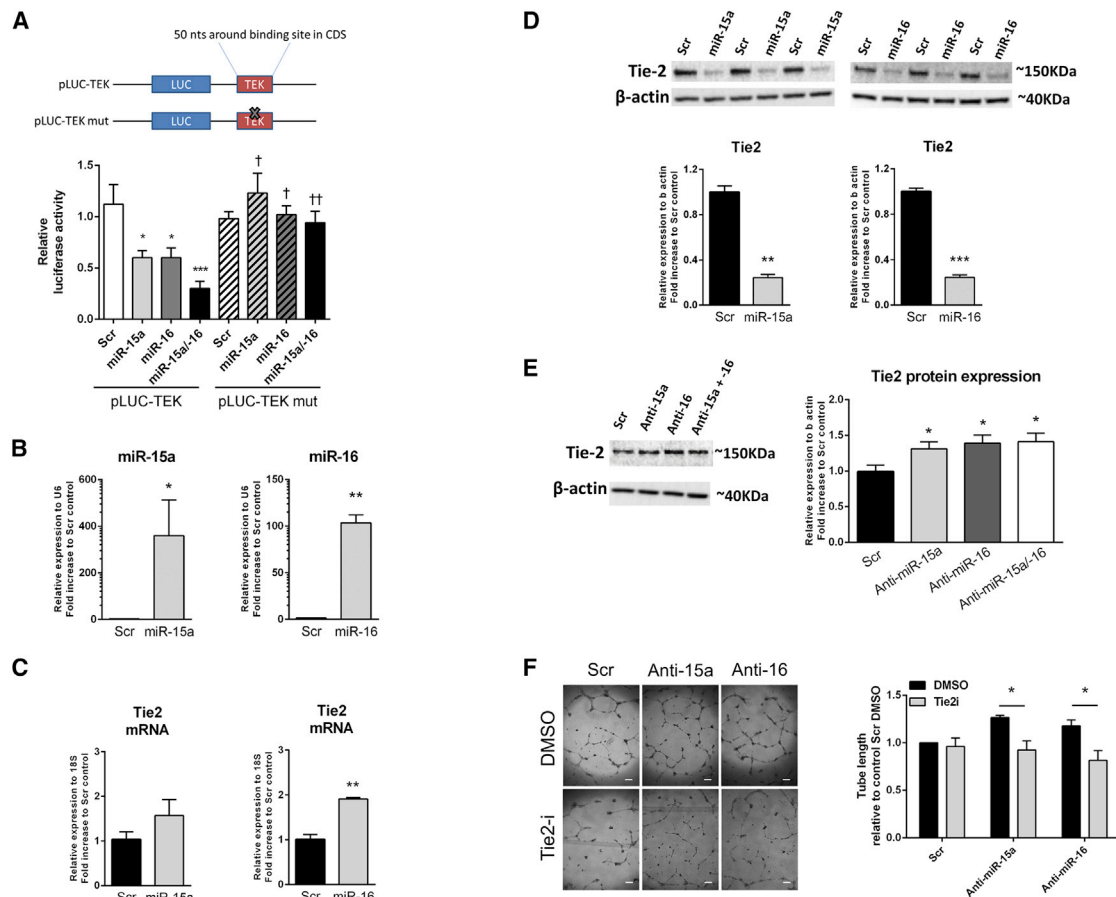 A
50 nts around binding site in CDS
pLUC-TEK
LUC
TEK
pLUC-TEK mut
LUC
TEK
Relative
luciferase activity
1.5
1.0
0.5
0.0
*
*
***
†
†
††
Scr
miR-15a
miR-16
miR-15a/-16
Scr
miR-15a
miR-16
miR-15a/-16
pLUC-TEK
pLUC-TEK mut
B
miR-15a
Relative expression to U6
Fold increase to Scr control
600
400
200
0
*
Scr
miR-15a
miR-16
Relative expression to U6
Fold increase to Scr control
150
100
50
0
**
Scr
miR-16
C
Tie2
mRNA
Relative expression to 18S
Fold increase to Scr control
3
2
1
0
Scr
miR-15a
Tie2
mRNA
Relative expression to 18S
Fold increase to Scr control
3
2
1
0
**
Scr
miR-16
D
Scr
miR-15a
Scr
miR-15a
Scr
miR-15a
Scr
miR-16
Scr
miR-16
Scr
miR-16
Tie-2
~150KDa
β-actin
~40KDa
Tie2
Relative expression to b actin
Fold increase to Scr control
1.2
0.8
0.4
0.0
**
Scr
miR-15a
Tie2
Relative expression to b actin
Fold increase to Scr control
1.2
0.8
0.4
0.0
***
Scr
miR-16
E
Scr
Anti-15a
Anti-16
Anti-15a + -16
Tie-2
~150KDa
β-actin
~40KDa
Tie2 protein expression
Relative expression to b actin
Fold increase to Scr control
2.0
1.5
1.0
0.5
0.0
*
*
*
Scr
Anti-miR-15a
Anti-miR-16
Anti-miR-15a/-16
F
Scr
Anti-15a
Anti-16
DMSO
Tie2-i
Tube length
relative to control Scr DMSO
1.5
1.0
0.5
0.0
DMSO
Tie2i
*
*
Scr
Anti-miR-15a
Anti-miR-16